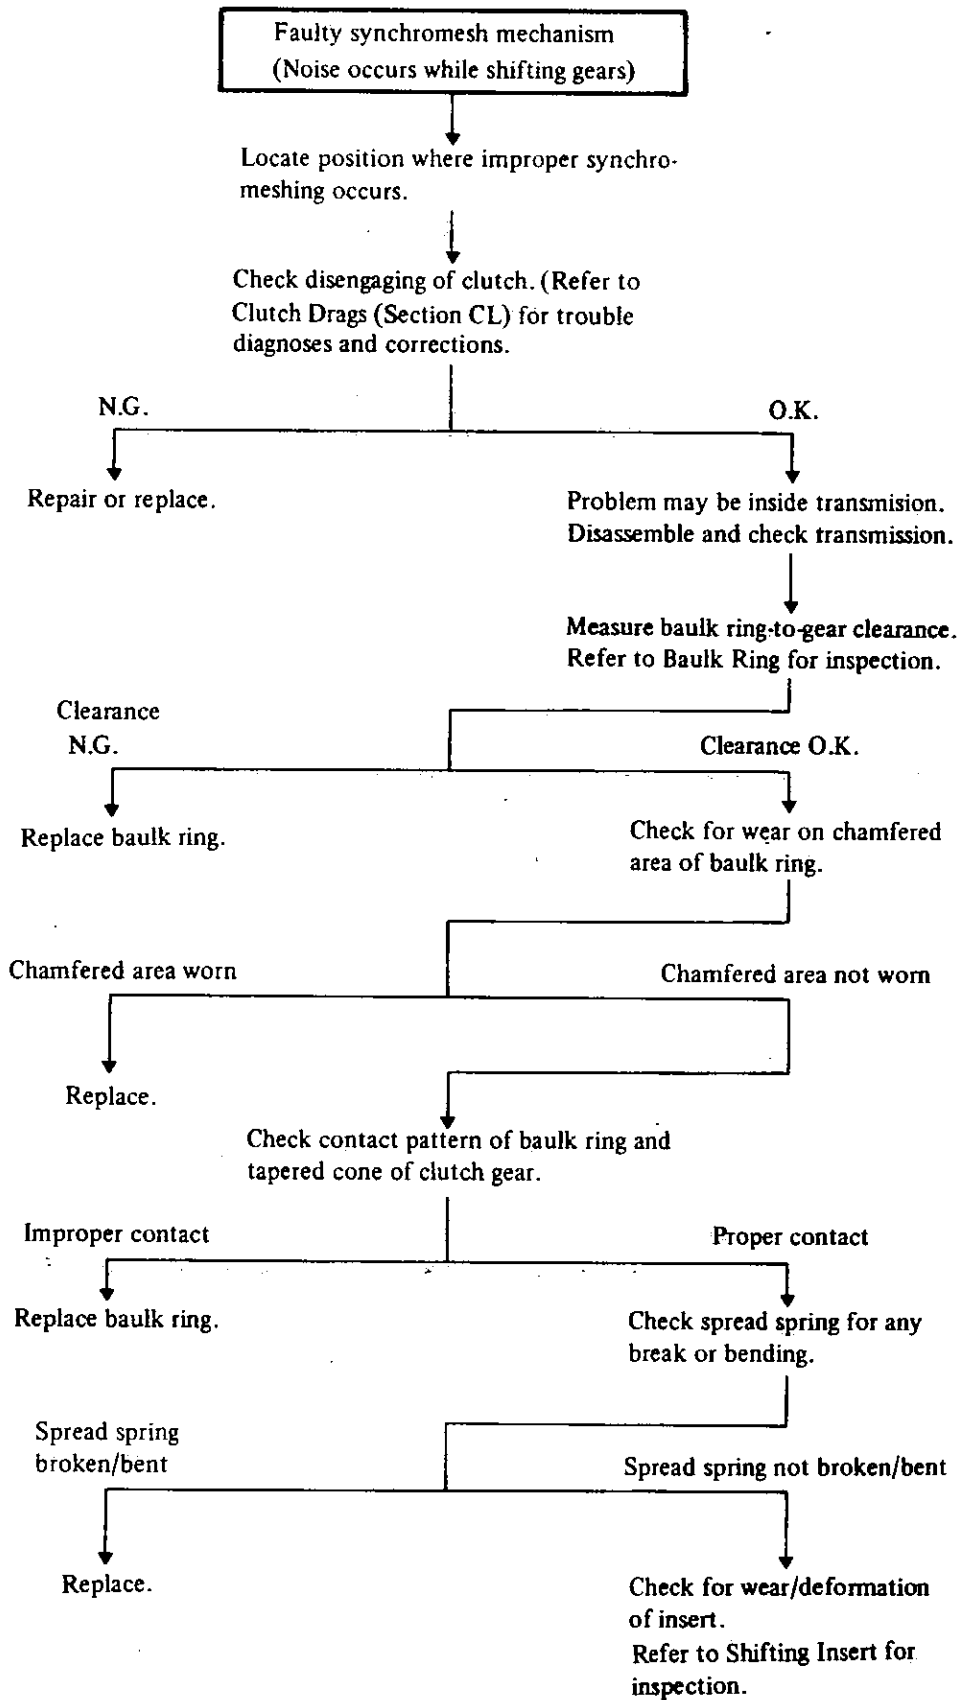 Faulty synchromesh mechanism
(Noise occurs while shifting gears)
Locate position where improper synchro-
meshing occurs.
Check disengaging of clutch. (Refer to
Clutch Drags (Section CL) for trouble
diagnoses and corrections.
N.G.
O.K.
Repair or replace.
Problem may be inside transmision.
Disassemble and check transmission.
Measure baulk ring-to-gear clearance.
Refer to Baulk Ring for inspection.
Clearance
N.G.
Clearance O.K.
Replace baulk ring.
Check for wear on chamfered
area of baulk ring.
Chamfered area worn
Chamfered area not worn
Replace.
Check contact pattern of baulk ring and
tapered cone of clutch gear.
Improper contact
Proper contact
Replace baulk ring.
Check spread spring for any
break or bending.
Spread spring
broken/bent
Spread spring not broken/bent
Replace.
Check for wear/deformation
of insert.
Refer to Shifting Insert for
inspection.